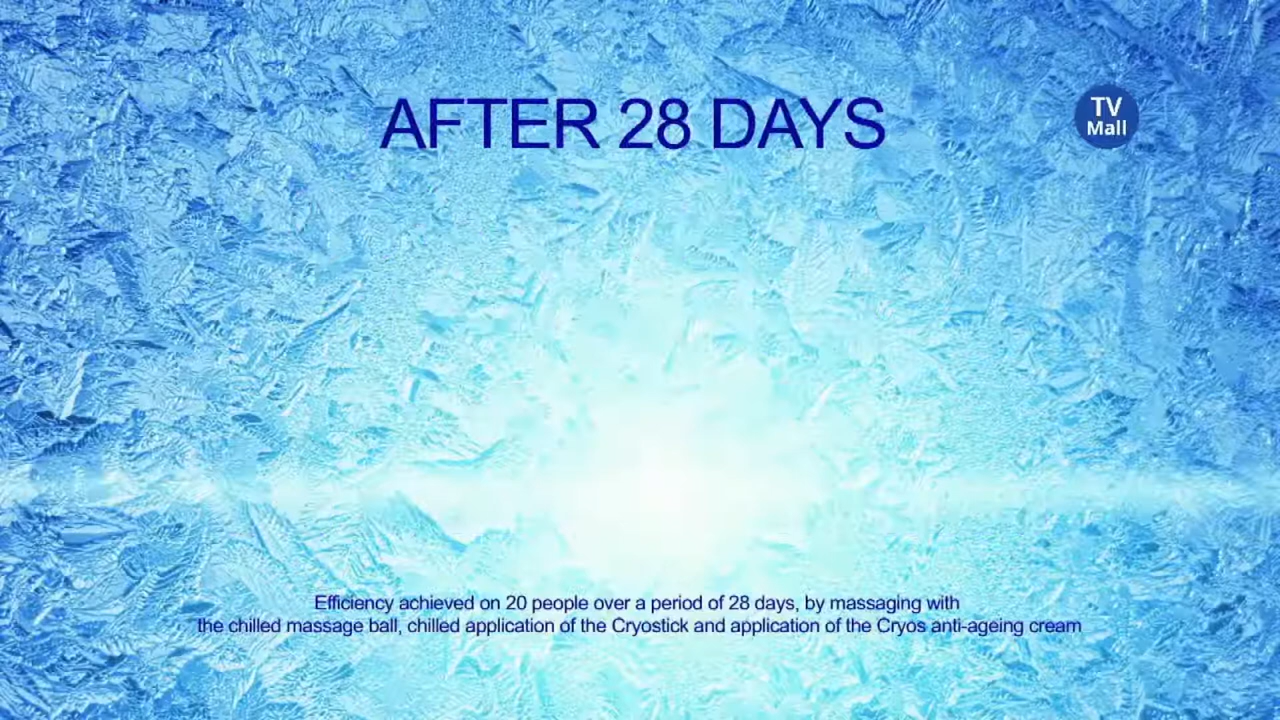 AFTER 28 DAYS
TV
Mall
Efficiency achieved on 20 people over a period of 28 days, by massaging with
the chilled massage ball, chilled application of the Cryostick and application of the Cryos anti-ageing cream